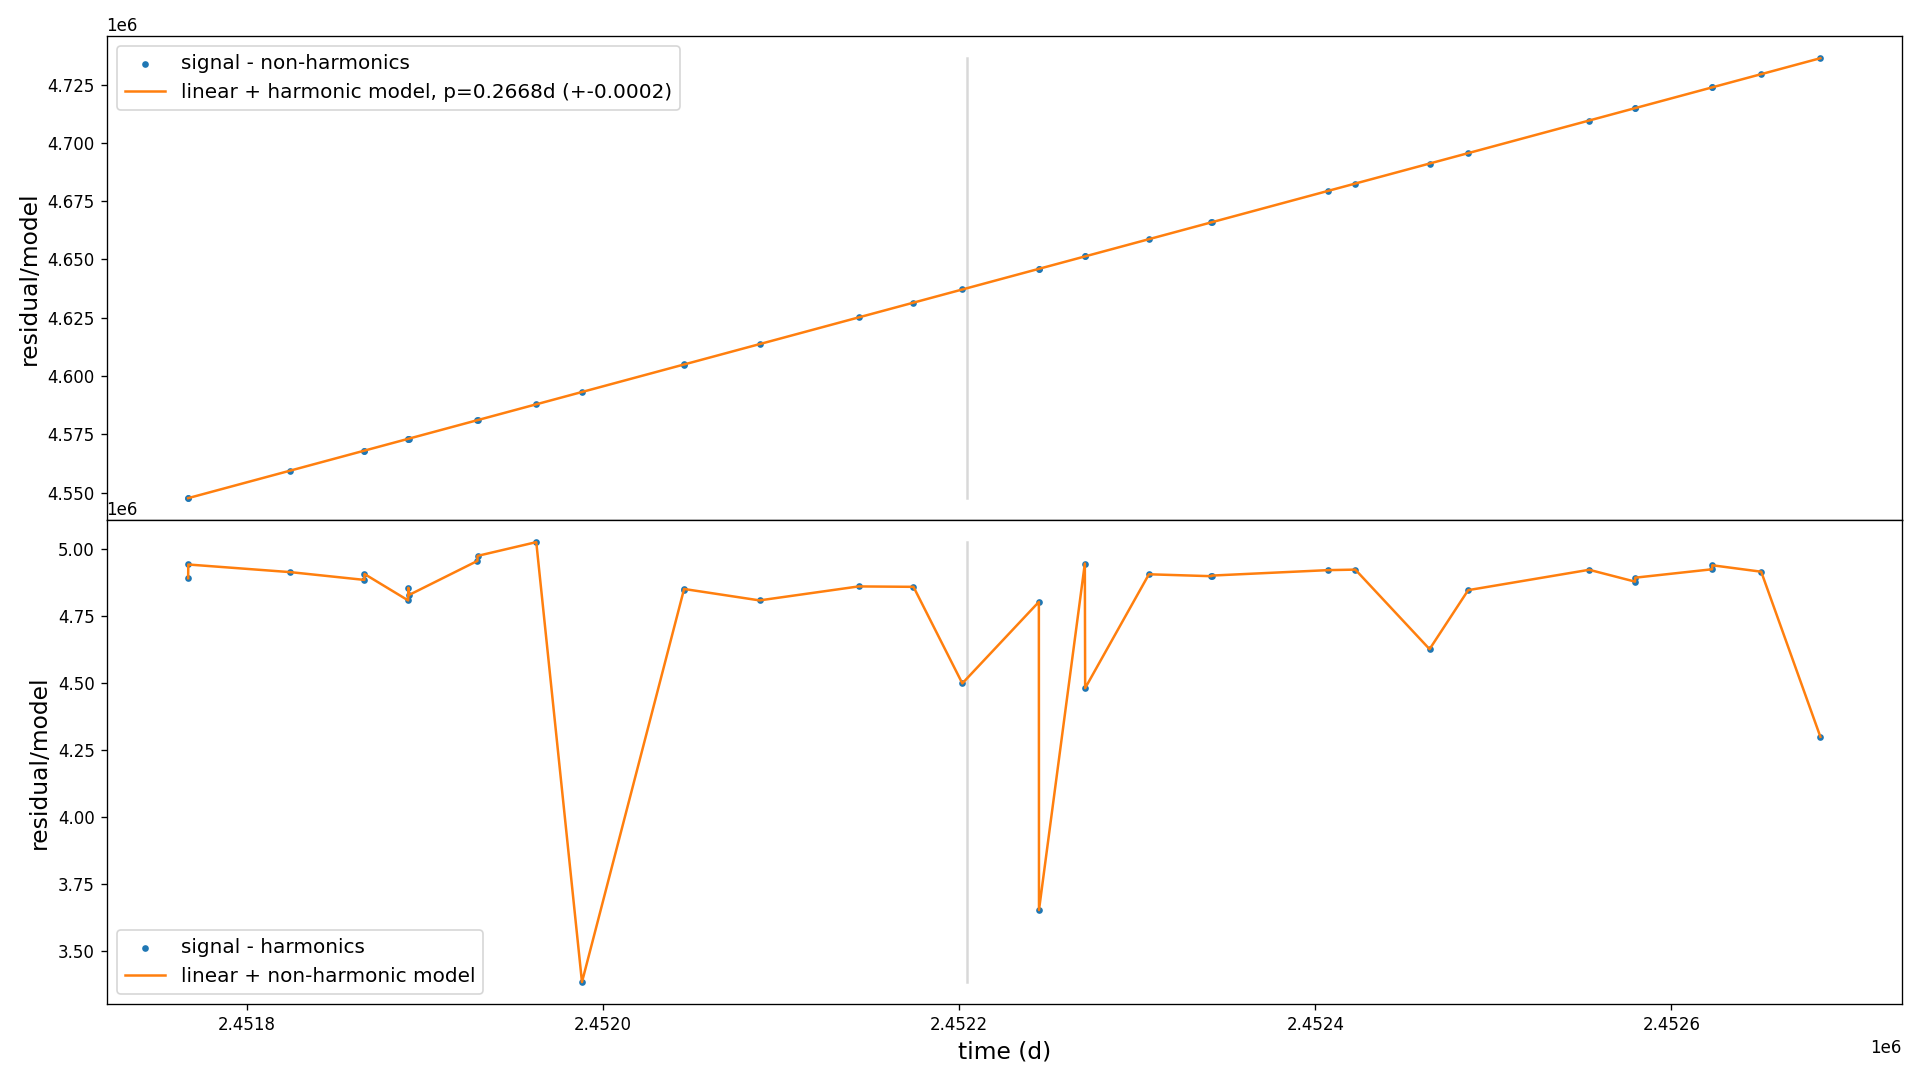 1e6
signal - non-harmonics
linear + harmonic model, p=0.2668d (+-0.0002)
4.725
4.700
4.675
4.650
4.625
4.600
4.575
4.550
residual/model
1e6
5.00
4.75
4.50
4.25
4.00
3.75
3.50
residual/model
signal - harmonics
linear + non-harmonic model
2.4518
2.4520
2.4522
2.4524
2.4526
time (d)
1e6